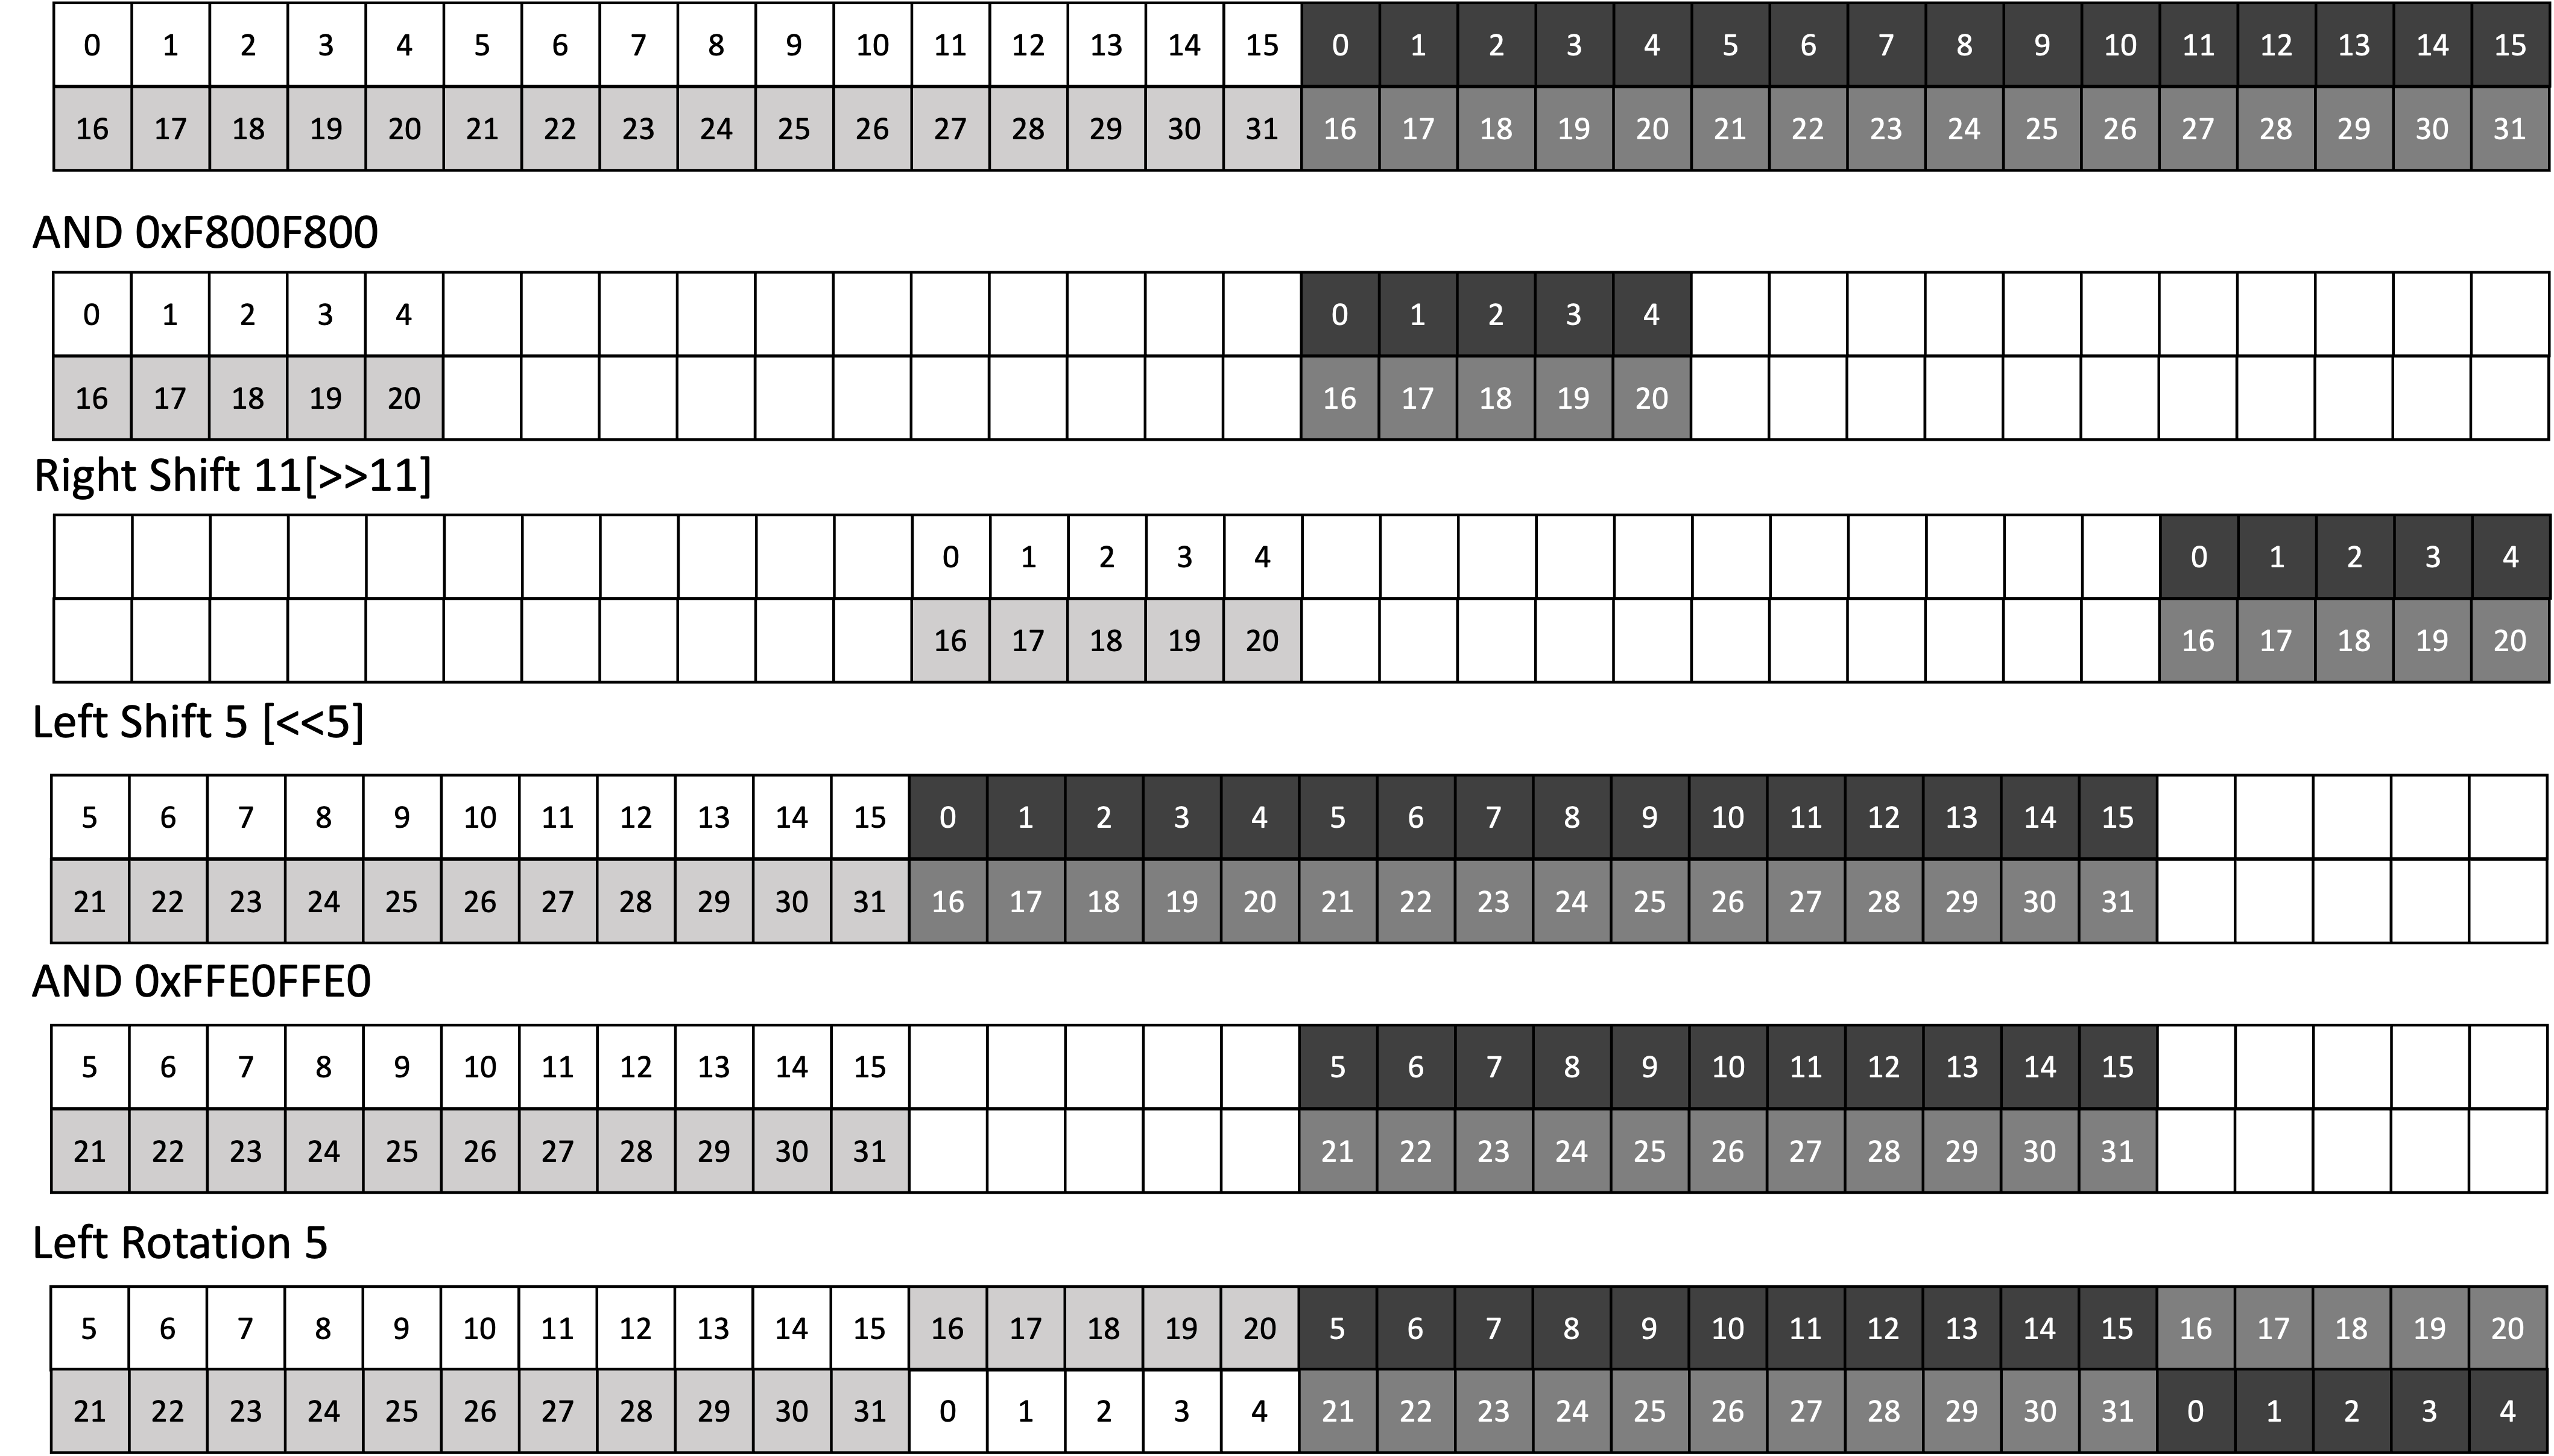 0 1 2 3 4 5 6 7 8 9 10 11 12 13 14 15 0 1 2 3 4 5 6 7 8 9 10 11 12 13 14 15
16 17 18 19 20 21 22 23 24 25 26 27 28 29 30 31 16 17 18 19 20 21 22 23 24 25 26 27 28 29 30 31
AND 0xF800F800
0 1 2 3 4 0 1 2 3 4
16 17 18 19 20 16 17 18 19 20
Right Shift 11[>>11]
0 1 2 3 4 0 1 2 3 4
16 17 18 19 20 16 17 18 19 20
Left Shift 5 [<<5]
5 6 7 8 9 10 11 12 13 14 15 0 1 2 3 4 5 6 7 8 9 10 11 12 13 14 15
21 22 23 24 25 26 27 28 29 30 31 16 17 18 19 20 21 22 23 24 25 26 27 28 29 30 31
AND 0xFFE0FFE0
5 6 7 8 9 10 11 12 13 14 15 5 6 7 8 9 10 11 12 13 14 15
21 22 23 24 25 26 27 28 29 30 31 21 22 23 24 25 26 27 28 29 30 31
Left Rotation 5
5 6 7 8 9 10 11 12 13 14 15 16 17 18 19 20 5 6 7 8 9 10 11 12 13 14 15 16 17 18 19 20
21 22 23 24 25 26 27 28 29 30 31 0 1 2 3 4 21 22 23 24 25 26 27 28 29 30 31 0 1 2 3 4